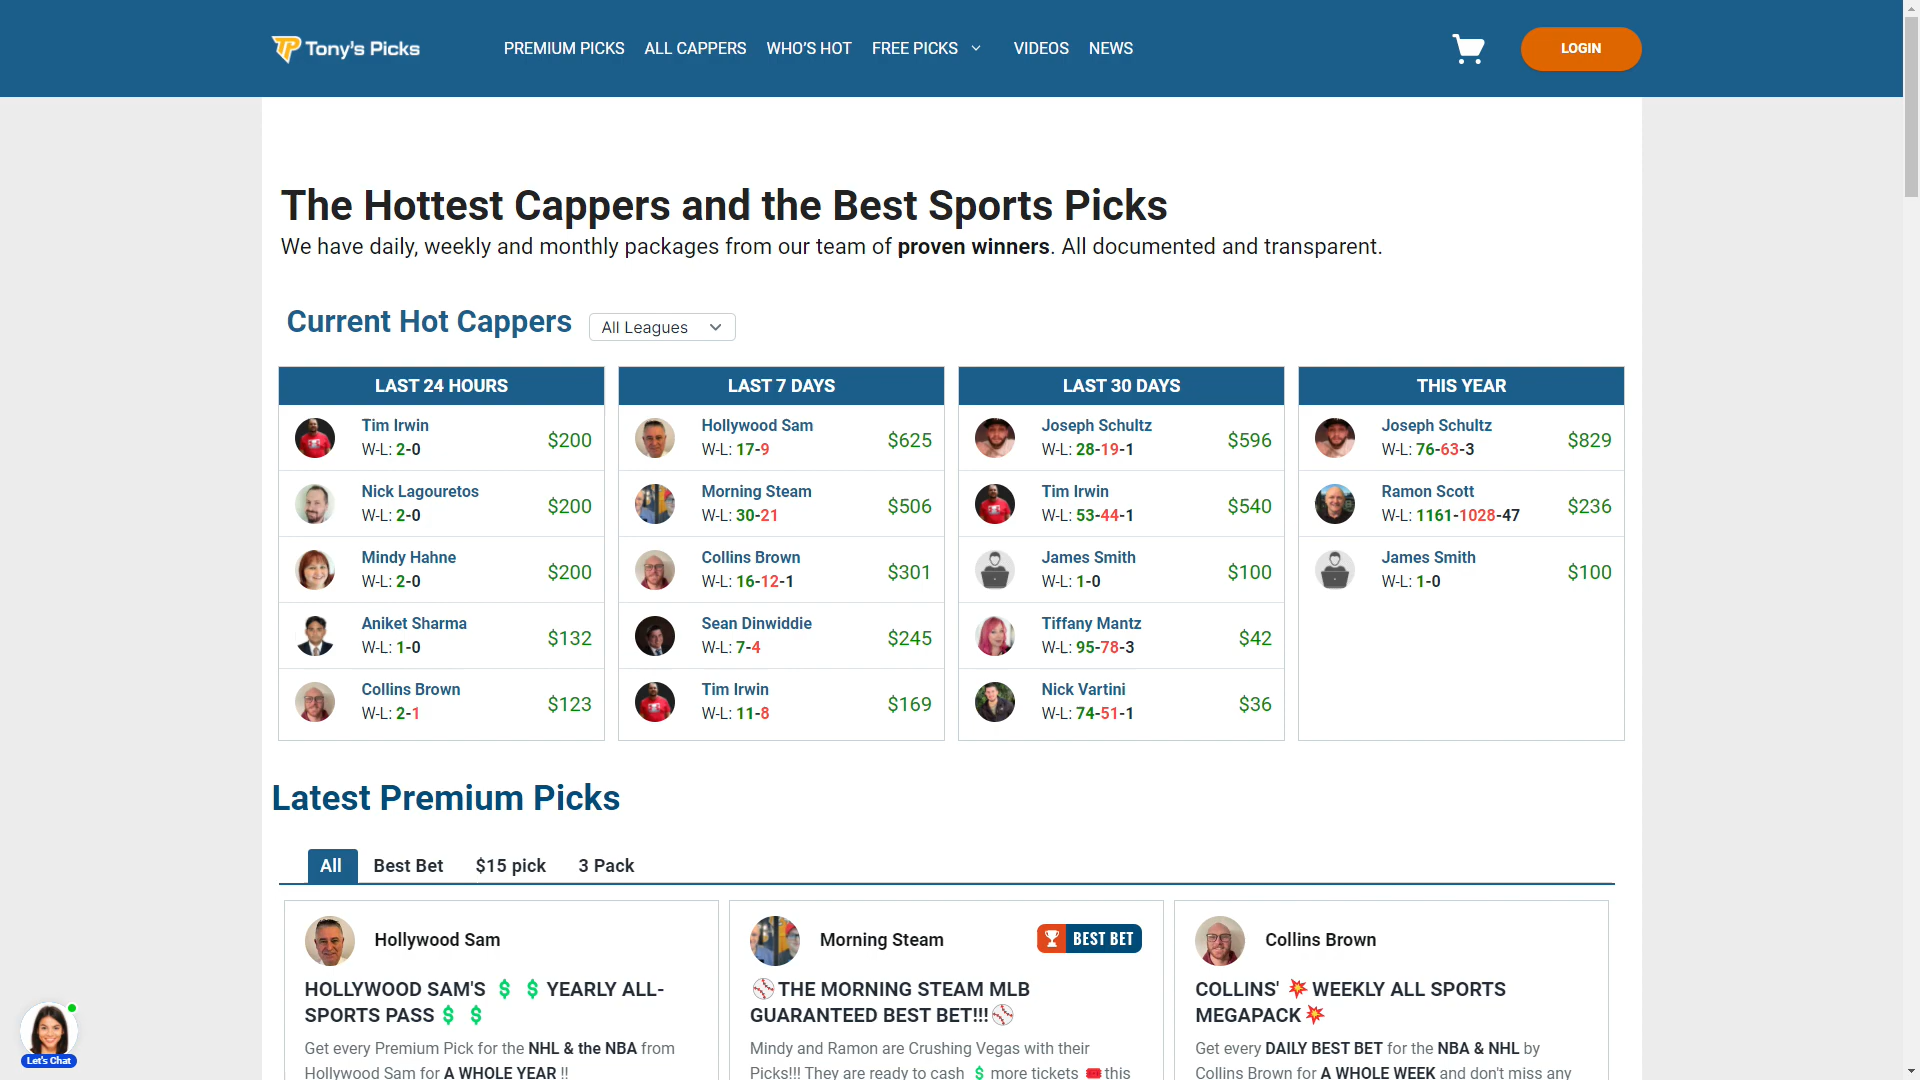 Tony's Picks
PREMIUM PICKS ALL CAPPERS WHO'S HOT FREE PICKS VIDEOS NEWS
LOGIN
The Hottest Cappers and the Best Sports Picks
We have daily, weekly and monthly packages from our team of proven winners. All documented and transparent.
Current Hot Cappers
All Leagues
LAST 24 HOURS
Tim Irwin
W-L: 2-0
$200
Nick Lagouretos
W-L: 2-0
$200
Mindy Hahne
W-L: 2-0
$200
Aniket Sharma
W-L: 1-0
$132
Collins Brown
W-L: 2-1
$123
LAST 7 DAYS
Hollywood Sam
W-L: 17-9
$625
Morning Steam
W-L: 30-21
$506
Collins Brown
W-L: 16-12-1
$301
Sean Dinwiddie
W-L: 7-4
$245
Tim Irwin
W-L: 11-8
$169
LAST 30 DAYS
Joseph Schultz
W-L: 28-19-1
$596
Tim Irwin
W-L: 53-44-1
$540
James Smith
W-L: 1-0
$100
Tiffany Mantz
W-L: 95-78-3
$42
Nick Vartini
W-L: 74-51-1
$36
THIS YEAR
Joseph Schultz
W-L: 76-63-3
$829
Ramon Scott
W-L: 1161-1028-47
$236
James Smith
W-L: 1-0
$100
Latest Premium Picks
All Best Bet $15 pick 3 Pack
Hollywood Sam
HOLLYWOOD SAM'S 💲 💲 YEARLY ALL-
SPORTS PASS 💲 💲
Get every Premium Pick for the NHL & the NBA from
Hollywood Sam for A WHOLE YEAR !!
Morning Steam
BEST BET
⚾THE MORNING STEAM MLB
GUARANTEED BEST BET!!!⚾
Mindy and Ramon are Crushing Vegas with their
Picks!!! They are ready to cash 💲 more tickets 🎟️this
Collins Brown
COLLINS' 💥 WEEKLY ALL SPORTS
MEGAPACK 💥
Get every DAILY BEST BET for the NBA & NHL by
Collins Brown for A WHOLE WEEK and don't miss any
Let's Chat